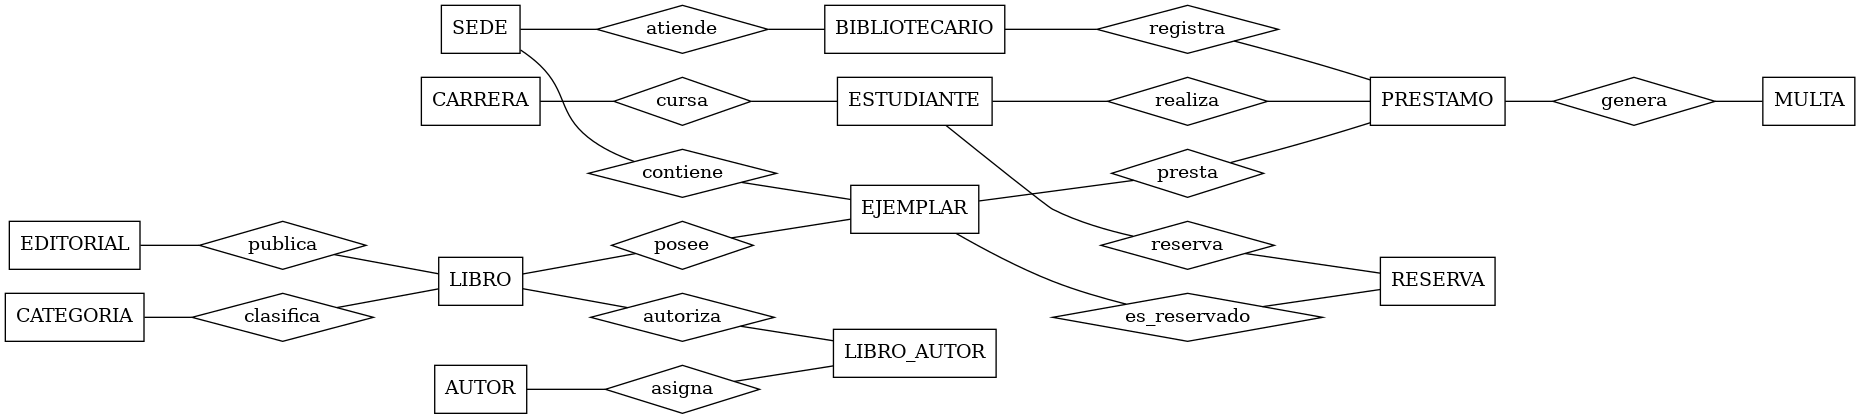 SEDE
atiende
BIBLIOTECARIO
registra
CARRERA
cursa
ESTUDIANTE
realiza
PRESTAMO
genera
MULTA
contiene
presta
EJEMPLAR
EDITORIAL
publica
posee
reserva
LIBRO
RESERVA
CATEGORIA
clasifica
autoriza
es_reservado
LIBRO_AUTOR
AUTOR
asigna